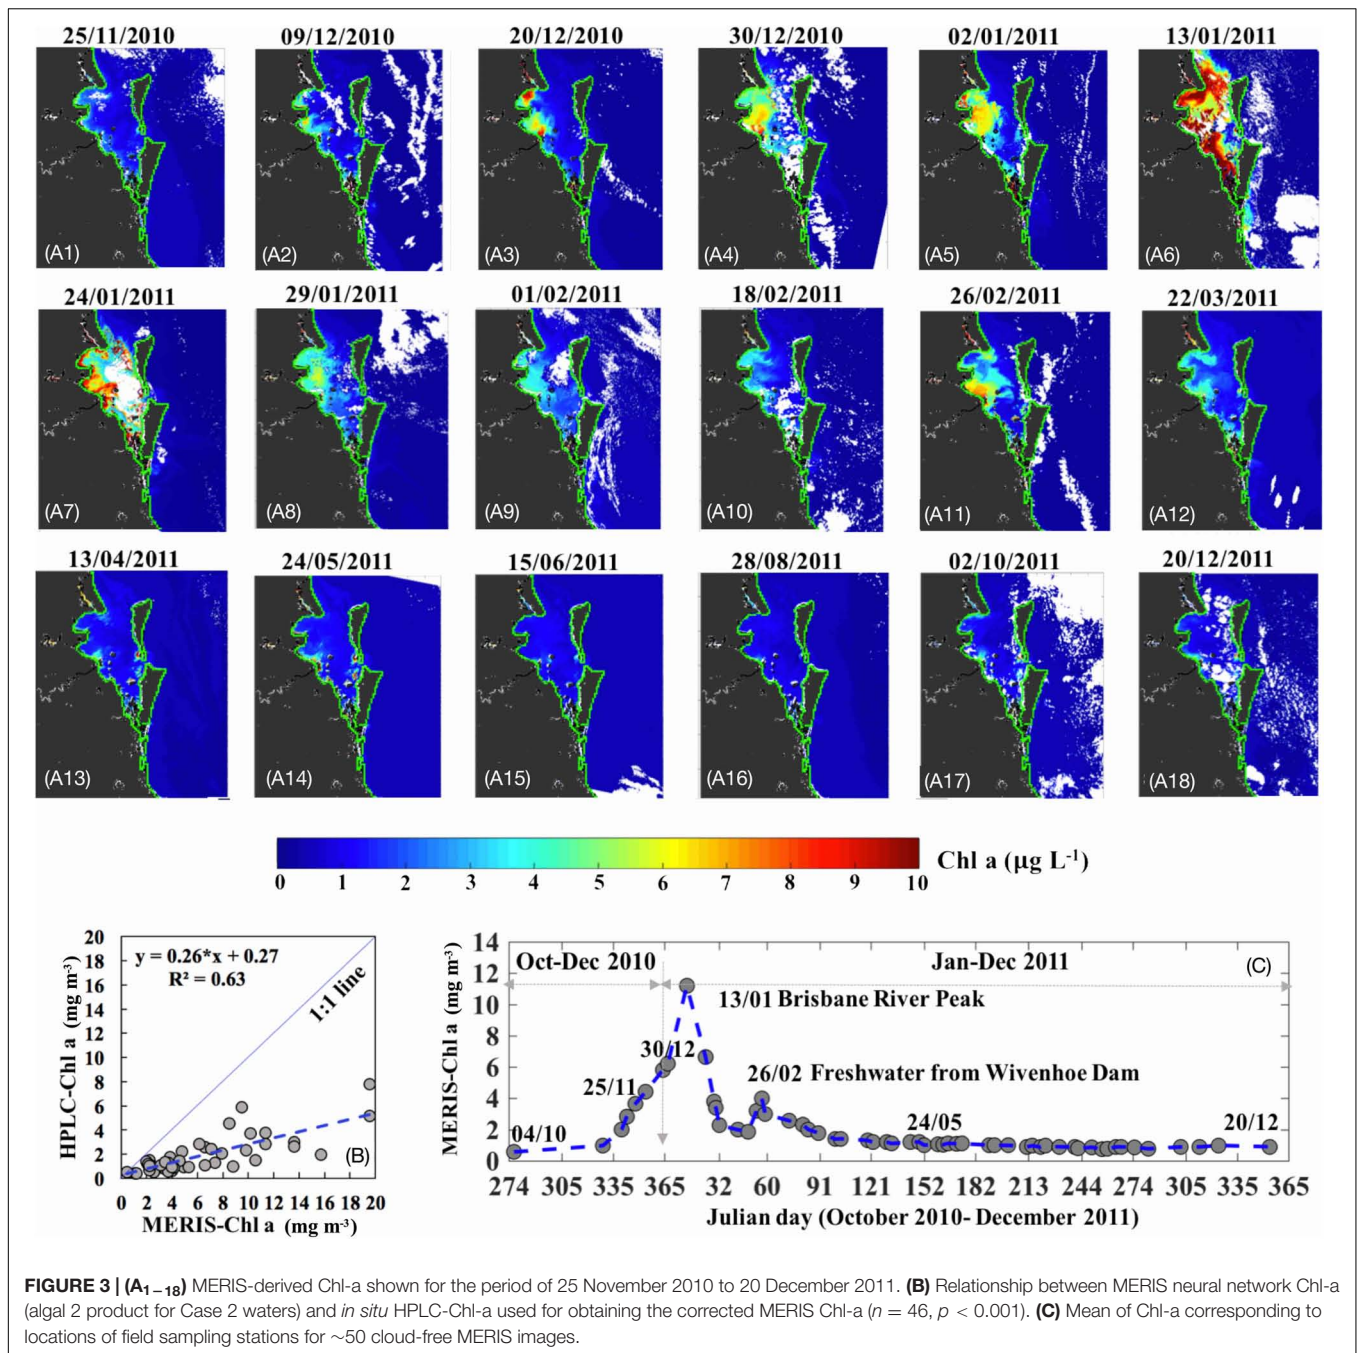 25/11/2010 09/12/2010 20/12/2010 30/12/2010 02/01/2011 13/01/2011
(A1) (A2) (A3) (A4) (A5) (A6)
24/01/2011 29/01/2011 01/02/2011 18/02/2011 26/02/2011 22/03/2011
(A7) (A8) (A9) (A10) (A11) (A12)
13/04/2011 24/05/2011 15/06/2011 28/08/2011 02/10/2011 20/12/2011
(A13) (A14) (A15) (A16) (A17) (A18)
Chl a (µg L⁻¹)
0 1 2 3 4 5 6 7 8 9 10
HPLC-Chl a (mg m⁻³)
20
18
16
14
12
10
8
6
4
2
0
y = 0.26*x + 0.27
R² = 0.63
1:1 line
(B)
0 2 4 6 8 10 12 14 16 18 20
MERIS-Chl a (mg m⁻³)
MERIS-Chl a (mg m⁻³)
14
12
10
8
6
4
2
0
Oct-Dec 2010
Jan-Dec 2011
(C)
13/01 Brisbane River Peak
30/12
25/11
26/02 Freshwater from Wivenhoe Dam
04/10
24/05
20/12
274 305 335 365 32 60 91 121 152 182 213 244 274 305 335 365
Julian day (October 2010- December 2011)
FIGURE 3 | (A₁₋₁₈) MERIS-derived Chl-a shown for the period of 25 November 2010 to 20 December 2011. (B) Relationship between MERIS neural network Chl-a
(algal 2 product for Case 2 waters) and in situ HPLC-Chl-a used for obtaining the corrected MERIS Chl-a (n = 46, p < 0.001). (C) Mean of Chl-a corresponding to
locations of field sampling stations for ~50 cloud-free MERIS images.